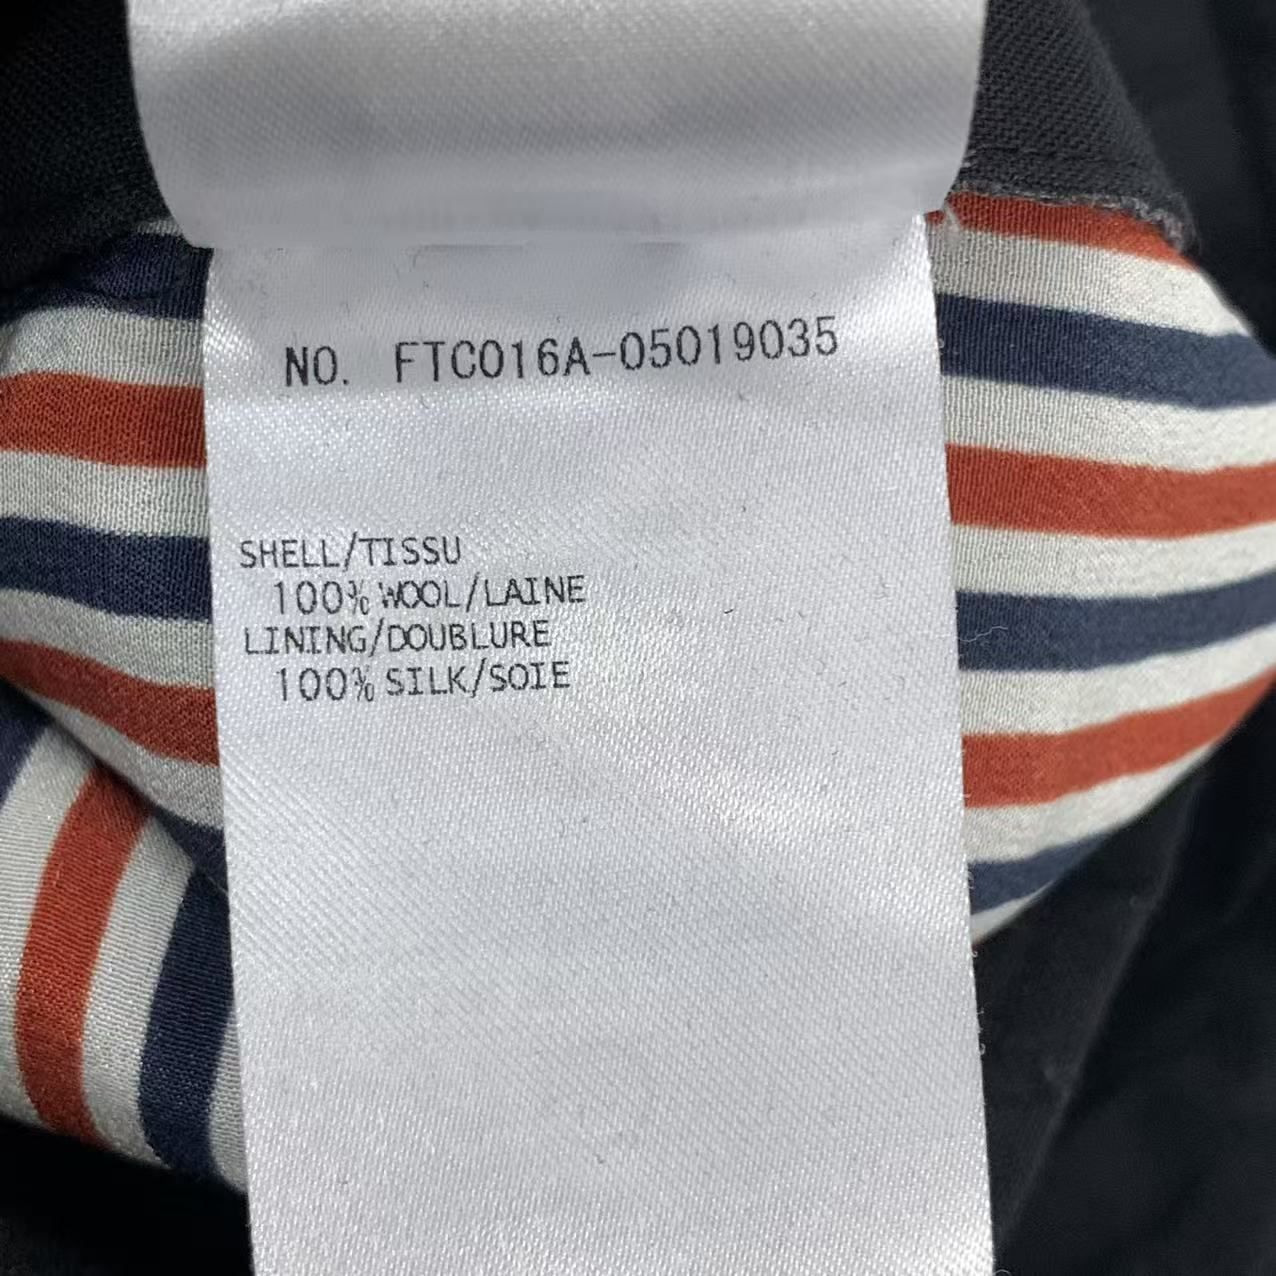 NO. FTC016A-05019035
SHELL/TISSU
100% WOOL/LAINE
LINING/DOUBLURE
100% SILK/SOIE